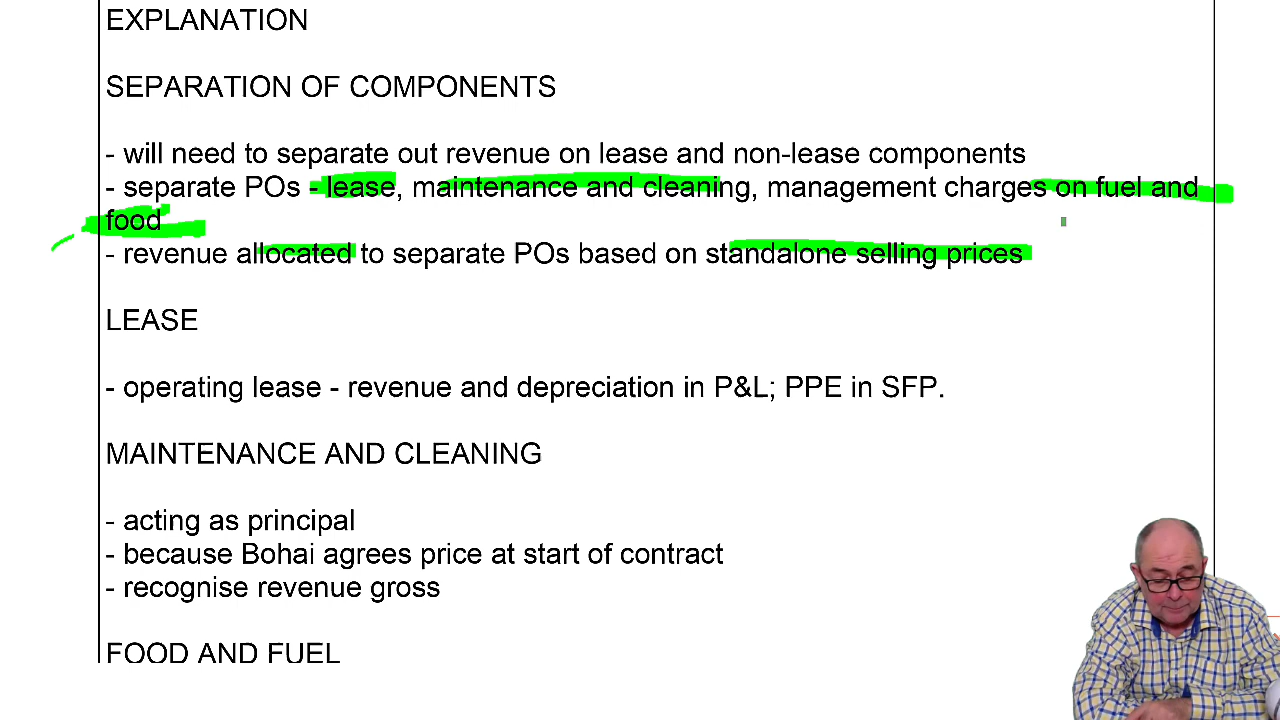 EXPLANATION
SEPARATION OF COMPONENTS
- will need to separate out revenue on lease and non-lease components
- separate POs - lease, maintenance and cleaning, management charges on fuel and
food
- revenue allocated to separate POs based on standalone selling prices
LEASE
- operating lease - revenue and depreciation in P&L; PPE in SFP.
MAINTENANCE AND CLEANING
- acting as principal
- because Bohai agrees price at start of contract
- recognise revenue gross
FOOD AND FUEL